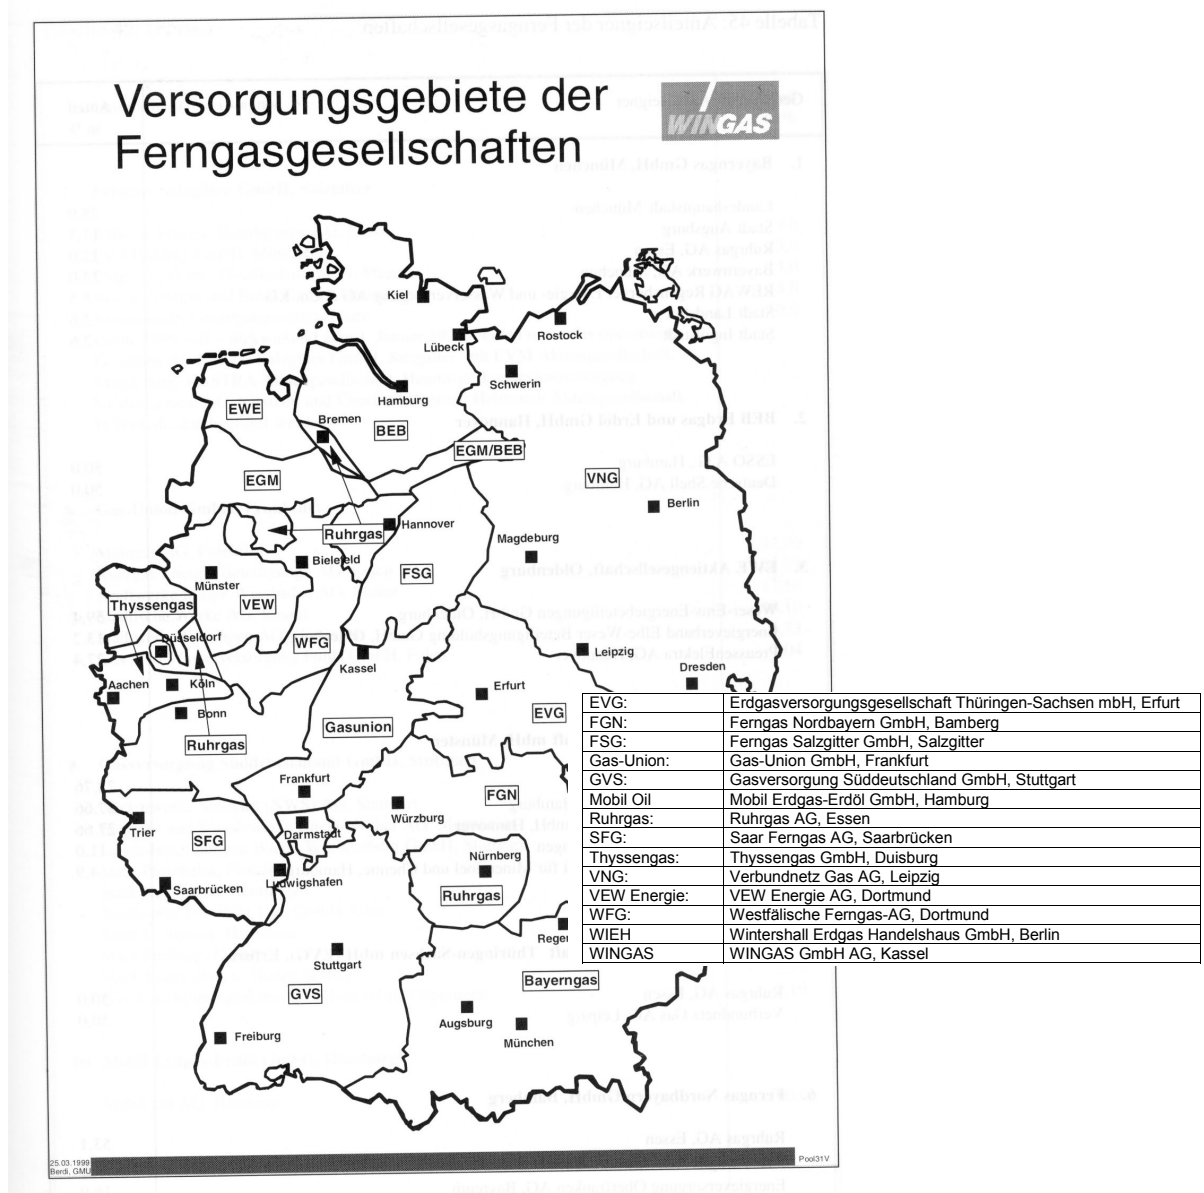 Versorgungsgebiete der
Ferngasgesellschaften
WINGAS
Kiel
Rostock
Lübeck
Schwerin
Hamburg
EWE
Bremen
BEB
EGM/BEB
EGM
VNG
Berlin
Hannover
Ruhrgas
Magdeburg
Bielefeld
FSG
Münster
Thyssengas
VEW
Düsseldorf
WFG
Kassel
Leipzig
Dresden
Aachen
Köln
Erfurt
Bonn
EVG
Gasunion
Ruhrgas
Frankfurt
FGN
Würzburg
Trier
Darmstadt
SFG
Nürnberg
Saarbrücken
Ludwigshafen
Ruhrgas
Regen
Stuttgart
Bayerngas
GVS
Augsburg
Freiburg
München
EVG: Erdgasversorgungsgesellschaft Thüringen-Sachsen mbH, Erfurt
FGN: Ferngas Nordbayern GmbH, Bamberg
FSG: Ferngas Salzgitter GmbH, Salzgitter
Gas-Union: Gas-Union GmbH, Frankfurt
GVS: Gasversorgung Süddeutschland GmbH, Stuttgart
Mobil Oil Mobil Erdgas-Erdöl GmbH, Hamburg
Ruhrgas: Ruhrgas AG, Essen
SFG: Saar Ferngas AG, Saarbrücken
Thyssengas: Thyssengas GmbH, Duisburg
VNG: Verbundnetz Gas AG, Leipzig
VEW Energie: VEW Energie AG, Dortmund
WFG: Westfälische Ferngas-AG, Dortmund
WIEH Wintershall Erdgas Handelshaus GmbH, Berlin
WINGAS WINGAS GmbH AG, Kassel
25.03.1999
Berdi, GMU
Pool31V